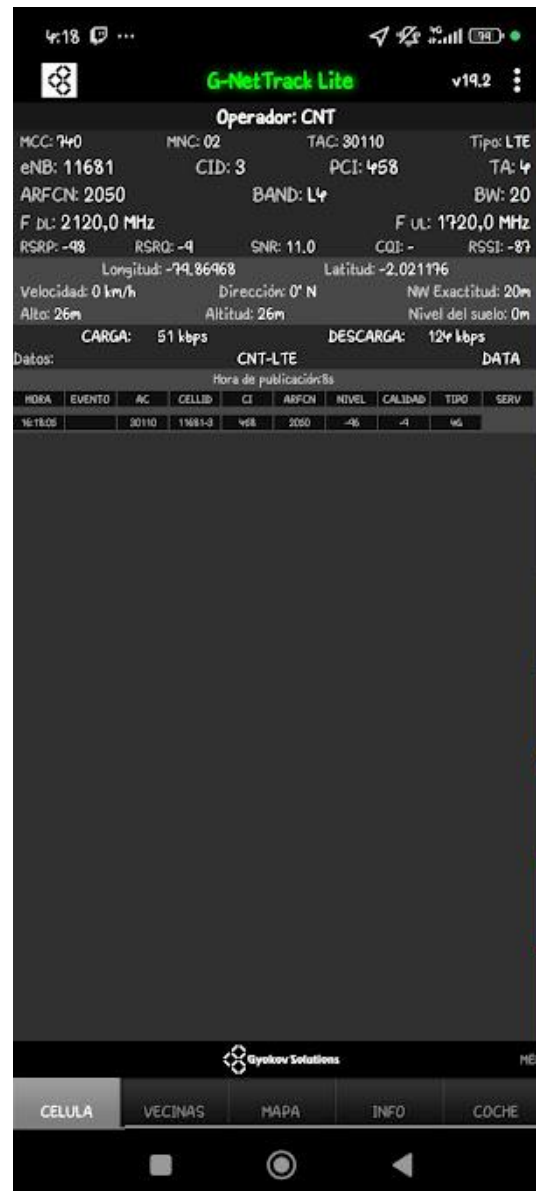 4:18 ...
4G 79
G-NetTrack Lite v19.2
Operador: CNT
MCC: 740 MNC: 02 TAC: 30110 Tipo: LTE
eNB: 11681 CID: 3 PCI: 458 TA: 4
ARFCN: 2050 BAND: L4 BW: 20
F DL: 2120,0 MHz F UL: 1720,0 MHz
RSRP: -98 RSRQ: -9 SNR: 11.0 CQI: - RSSI: -87
Longitud: -79,86968 Latitud: -2,021176
Velocidad: 0 km/h Dirección: 0° N NW Exactitud: 20m
Alto: 26m Altitud: 26m Nivel del suelo: 0m
CARGA: 51 kbps DESCARGA: 124 kbps
Datos: CNT-LTE DATA
Hora de publicación:8s
HORA EVENTO AC CELLID CI ARFCN NIVEL CALIDAD TIPO SERV
16:18:05 30110 11681-3 458 2050 -96 -9 4G
Gyokov Solutions ME
CELULA VECINAS MAPA INFO COCHE